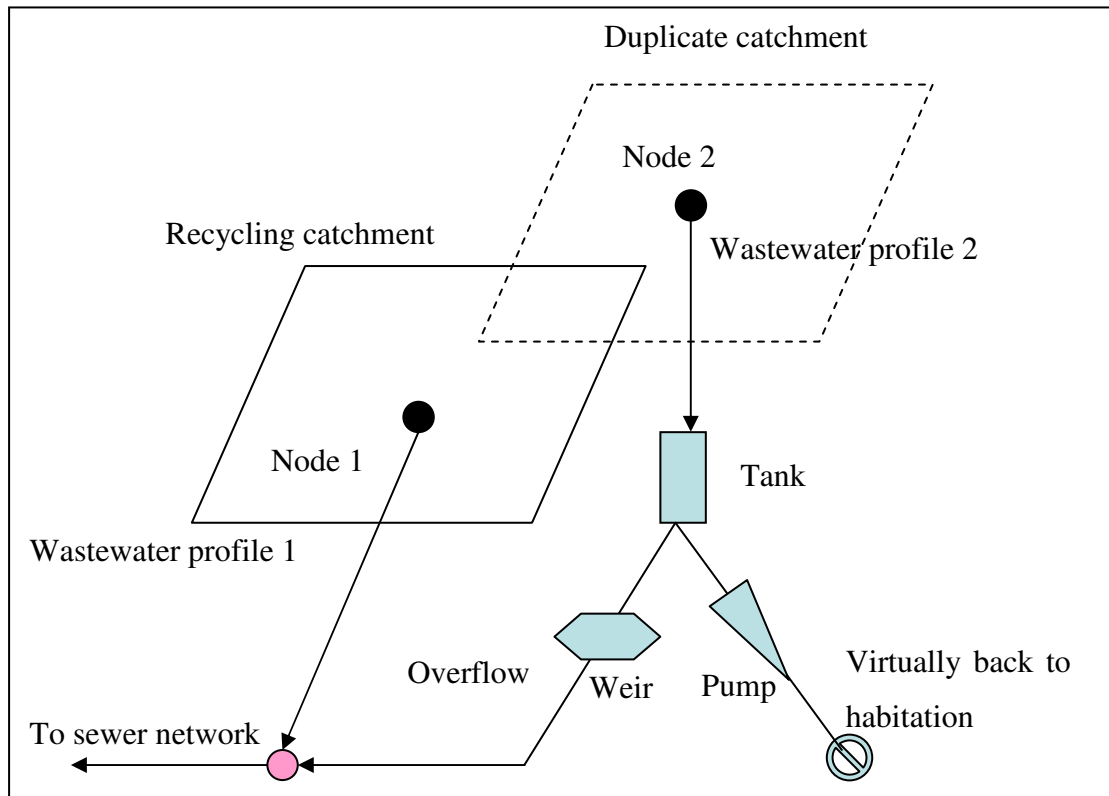 Duplicate catchment
Node 2
Recycling catchment
Wastewater profile 2
Node 1
Tank
Wastewater profile 1
Overflow
Weir
Pump
Virtually back to
habitation
To sewer network